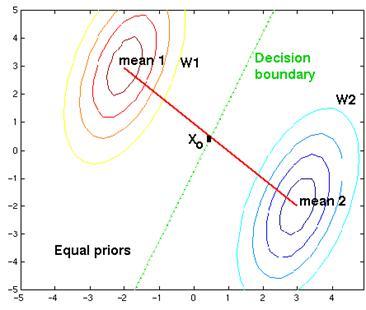 5
4
3
2
1
0
-1
-2
-3
-4
-5
mean 1
W1
Decision
boundary
W2
Xo
mean 2
Equal priors
-5 -4 -3 -2 -1 0 1 2 3 4